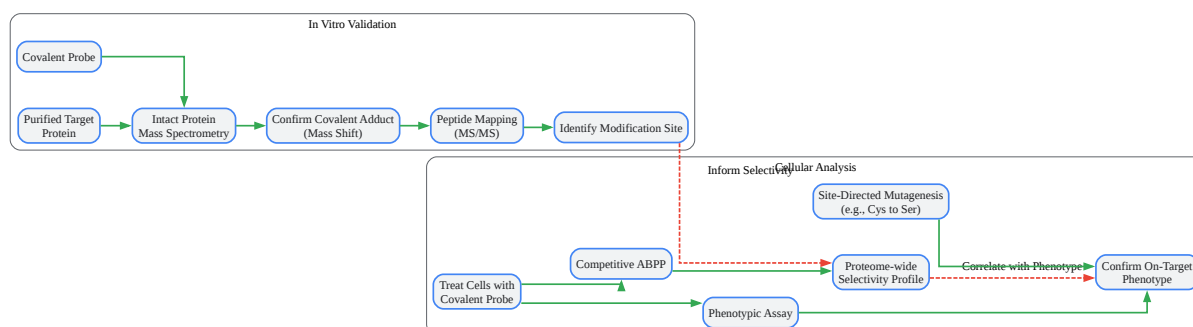 In Vitro Validation
Covalent Probe
Purified Target
Protein
Intact Protein
Mass Spectrometry
Confirm Covalent Adduct
(Mass Shift)
Peptide Mapping
(MS/MS)
Identify Modification Site
Inform Selectivity
Cellular Analysis
Site-Directed Mutagenesis
(e.g., Cys to Ser)
Competitive ABPP
Proteome-wide
Selectivity Profile
Correlate with Phenotype
Confirm On-Target
Phenotype
Treat Cells with
Covalent Probe
Phenotypic Assay